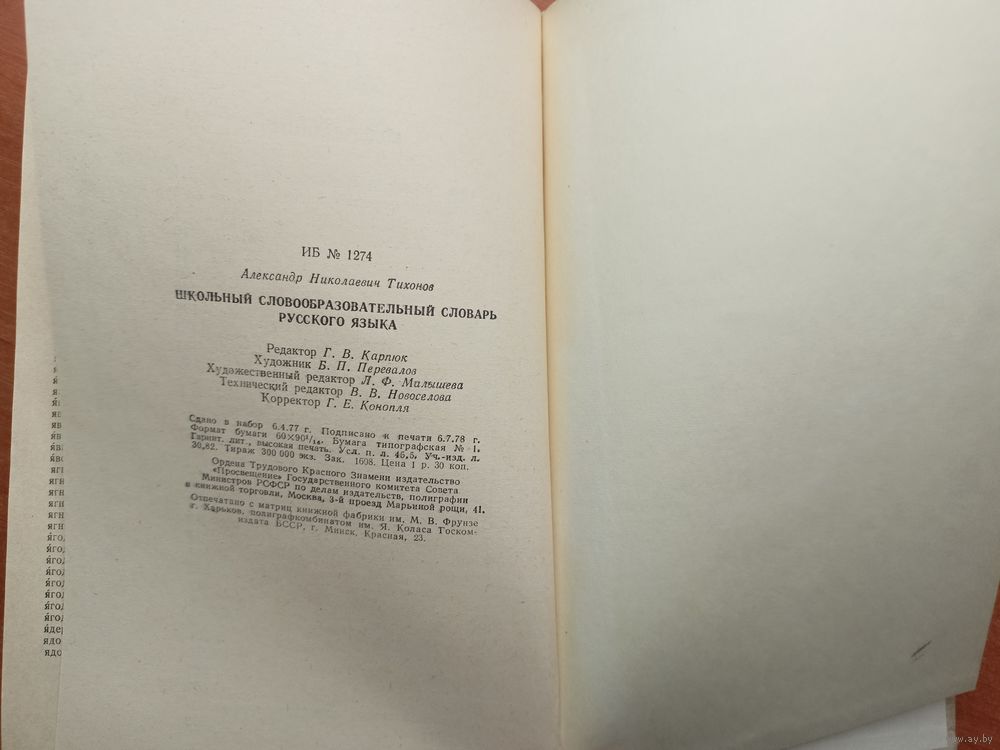 ИБ № 1274
Александр Николаевич Тихонов
ШКОЛЬНЫЙ СЛОВООБРАЗОВАТЕЛЬНЫЙ СЛОВАРЬ
РУССКОГО ЯЗЫКА
Редактор Г. В. Карпюк
Художник Б. П. Перевалов
Художественный редактор Л. Ф. Малышева
Технический редактор В. В. Новоселова
Корректор Г. Е. Конопля
Сдано в набор 6.4.77 г. Подписано к печати 6.7.78 г.
Формат бумаги 60×90¹/₁₆. Бумага типографская № 1.
Гарнит. лит., высокая печать. Усл. п. л. 45,5. Уч.-изд. л.
30,82. Тираж 300 000 экз. Зак. 1608. Цена 1 р. 30 коп.
Ордена Трудового Красного Знамени издательство
«Просвещение» Государственного комитета Совета
Министров РСФСР по делам издательств, полиграфии
и книжной торговли, Москва, 3-й проезд Марьиной рощи, 41.
Отпечатано с матриц книжной фабрики им. М. В. Фрунзе
г. Харьков, полиграфкомбинатом им. Я. Коласа Госком-
издата БССР, г. Минск, Красная, 23.
www.ay.by